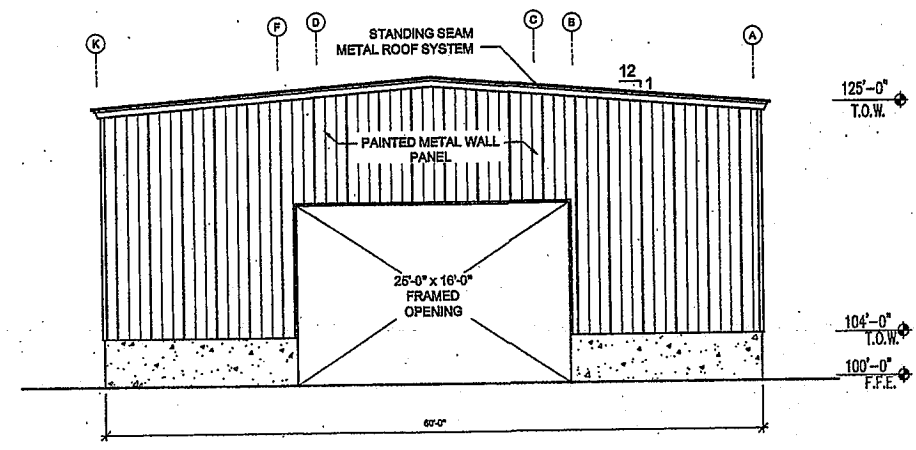 K
F
D
C
B
A
STANDING SEAM
METAL ROOF SYSTEM
12
1
125'-0"
T.O.W.
PAINTED METAL WALL
PANEL
25'-0" x 16'-0"
FRAMED
OPENING
104'-0"
T.O.W.
100'-0"
F.F.E.
60'-0"